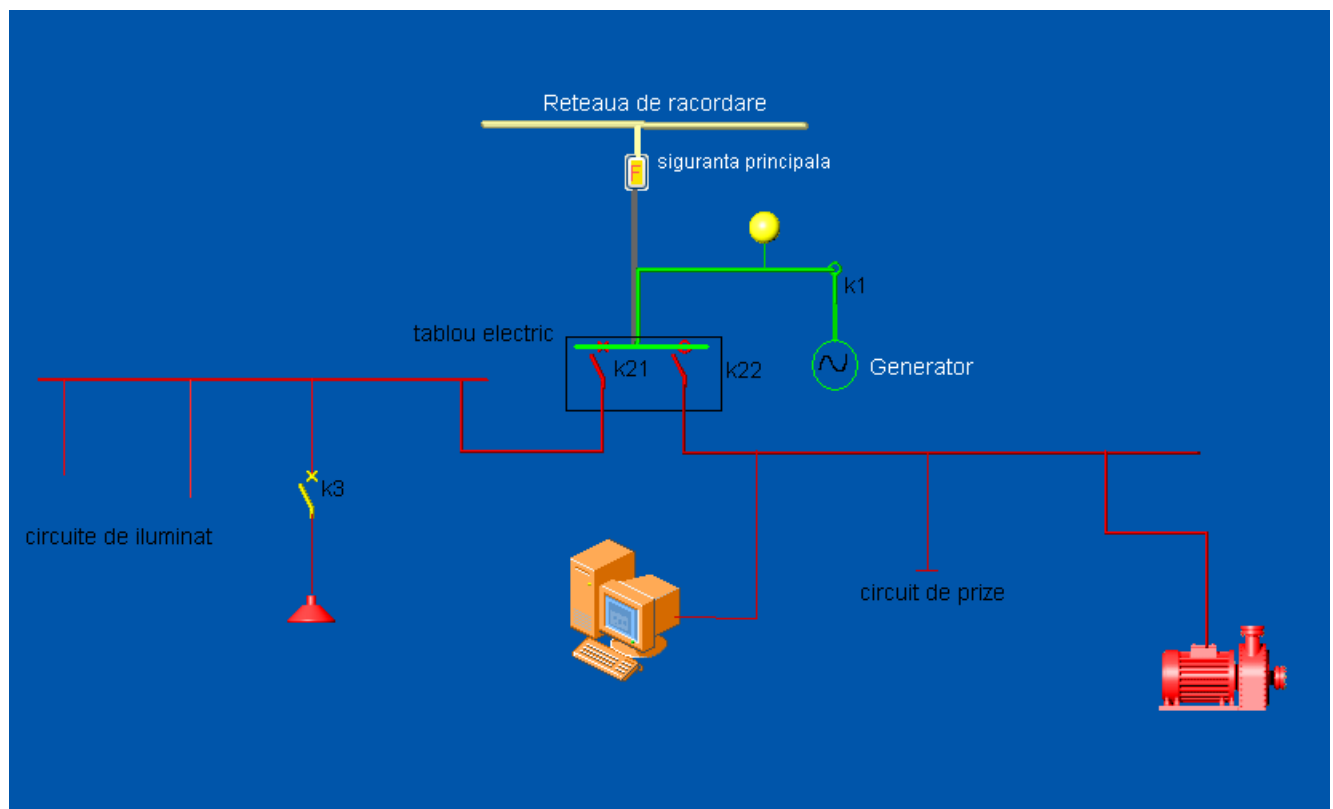 Reteaua de racordare
F
siguranta principala
k1
tablou electric
k21
k22
Generator
k3
circuite de iluminat
circuit de prize